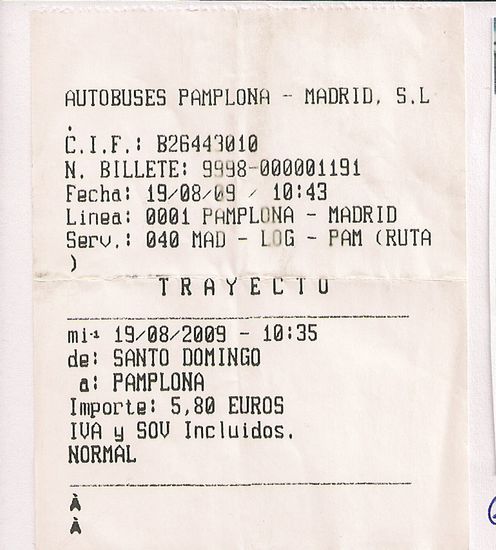 AUTOBUSES PAMPLONA - MADRID, S.L
.
C.I.F.: B26443010
N. BILLETE: 9998-000001191
Fecha: 19/08/09 / 10:43
Linea: 0001 PAMPLONA - MADRID
Serv.: 040 MAD - LOG - PAM (RUTA
)
TRAYECTO
mi- 19/08/2009 - 10:35
de: SANTO DOMINGO
a: PAMPLONA
Importe: 5,80 EUROS
IVA y SOV Incluidos.
NORMAL
À
À